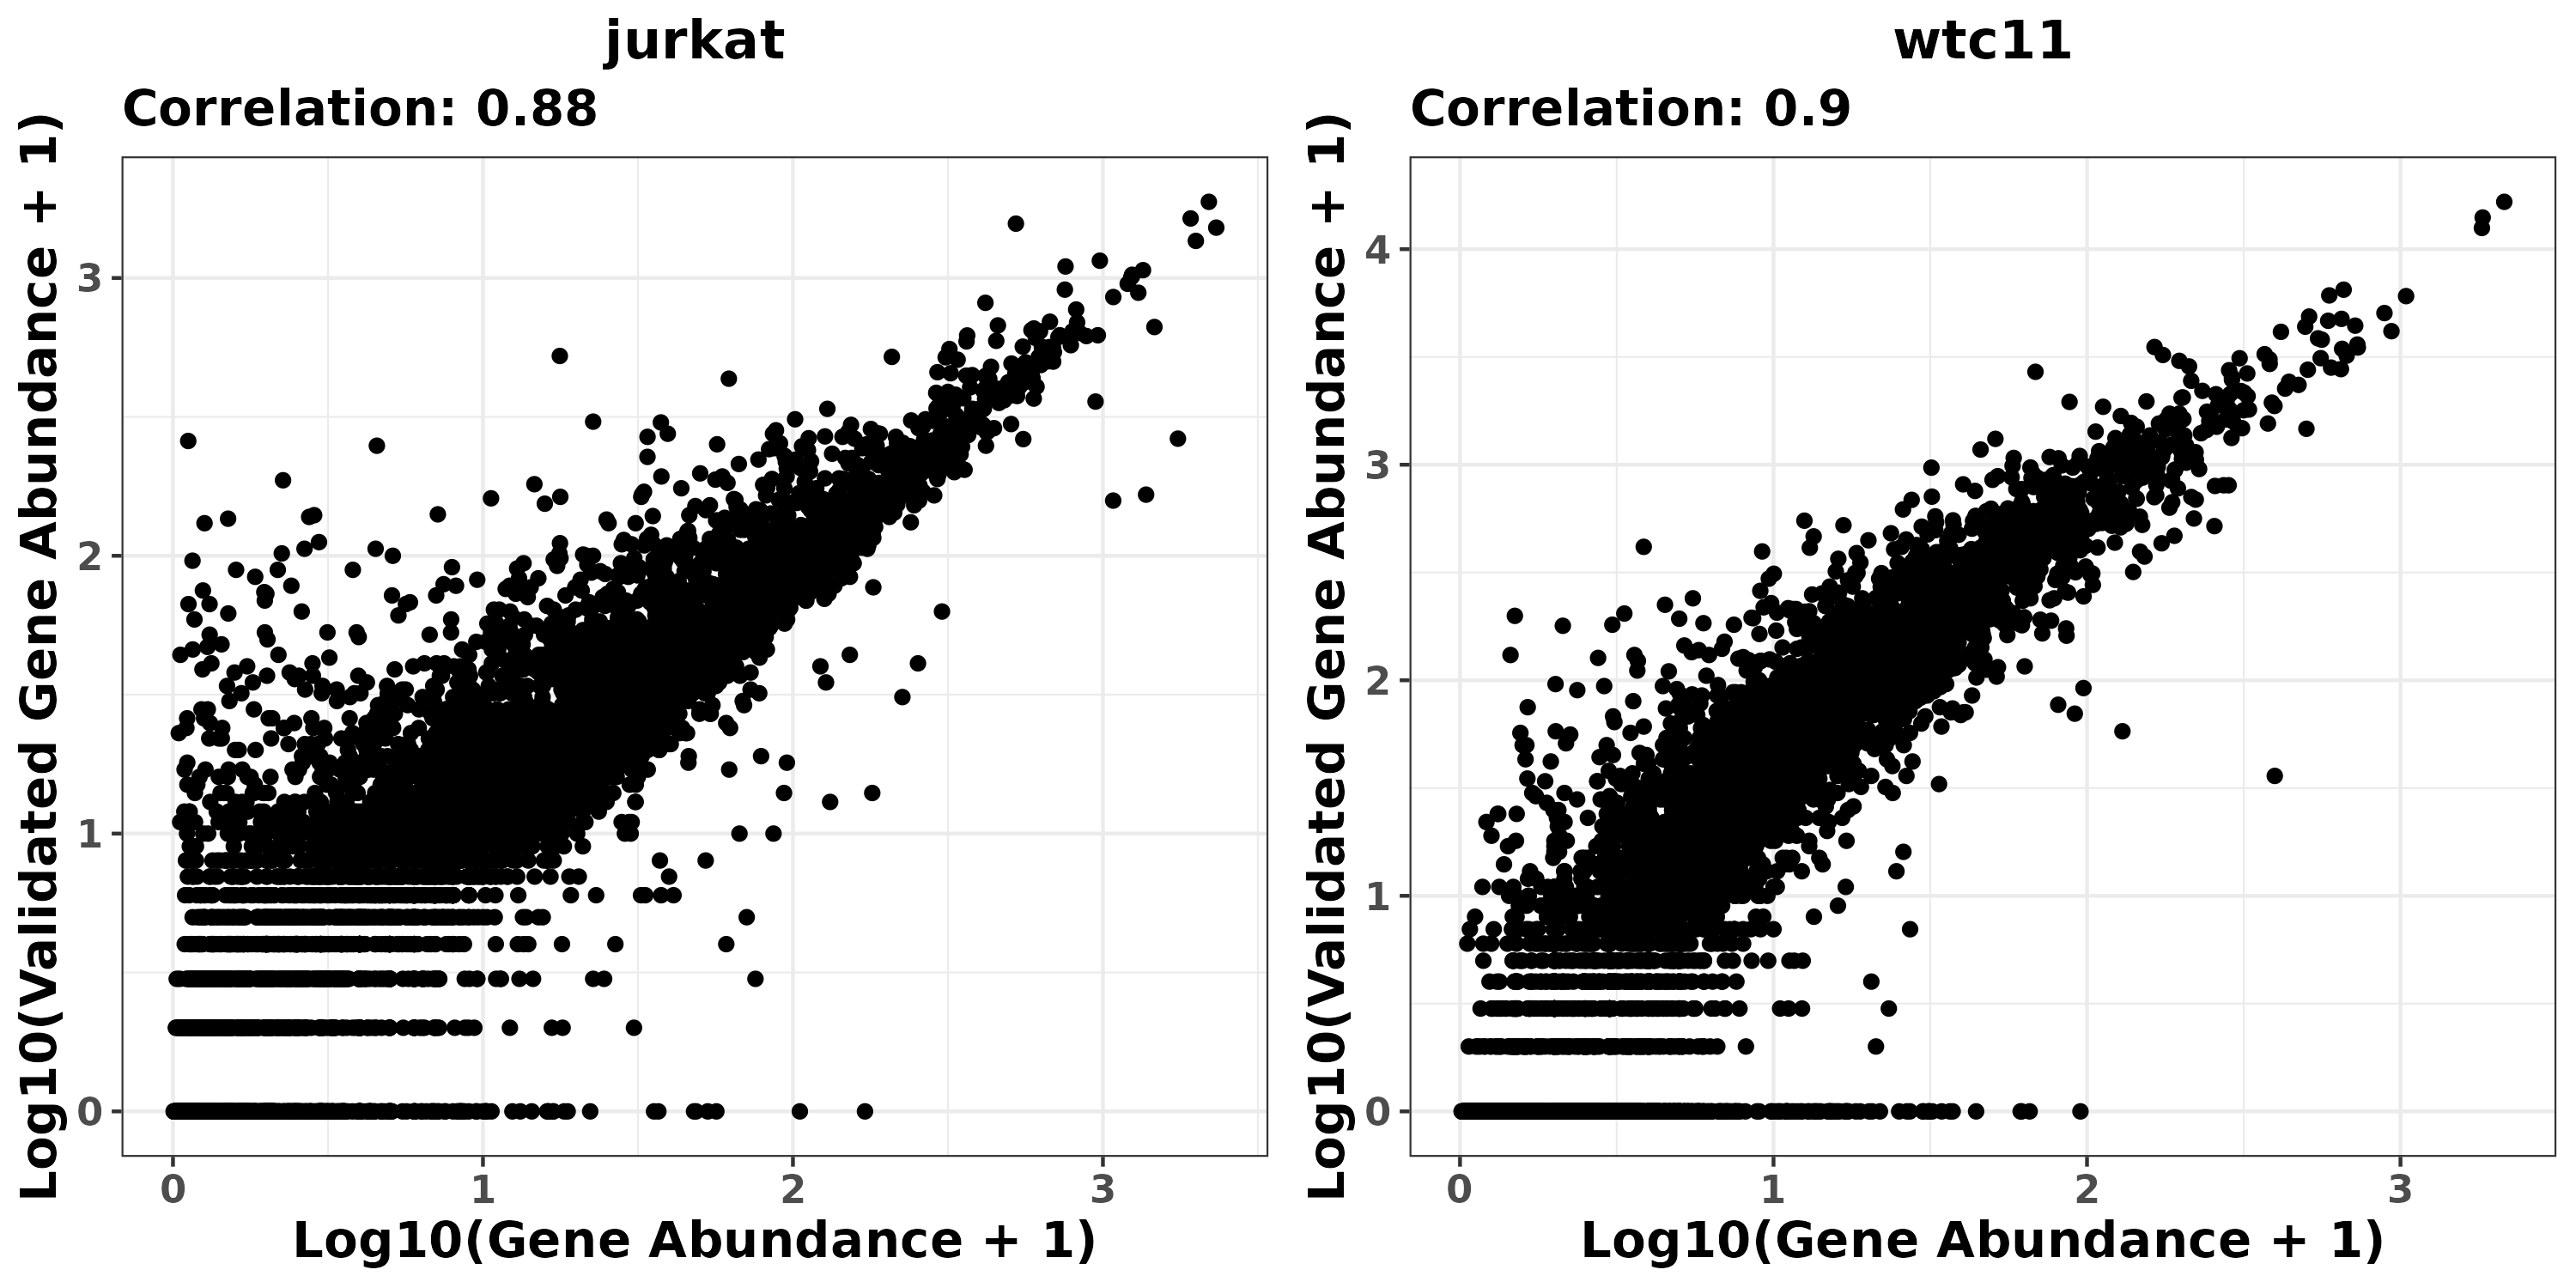 jurkat
Correlation: 0.88
Log10(Validated Gene Abundance + 1)
3
2
1
0
0 1 2 3
Log10(Gene Abundance + 1)
wtc11
Correlation: 0.9
Log10(Validated Gene Abundance + 1)
4
3
2
1
0
0 1 2 3
Log10(Gene Abundance + 1)